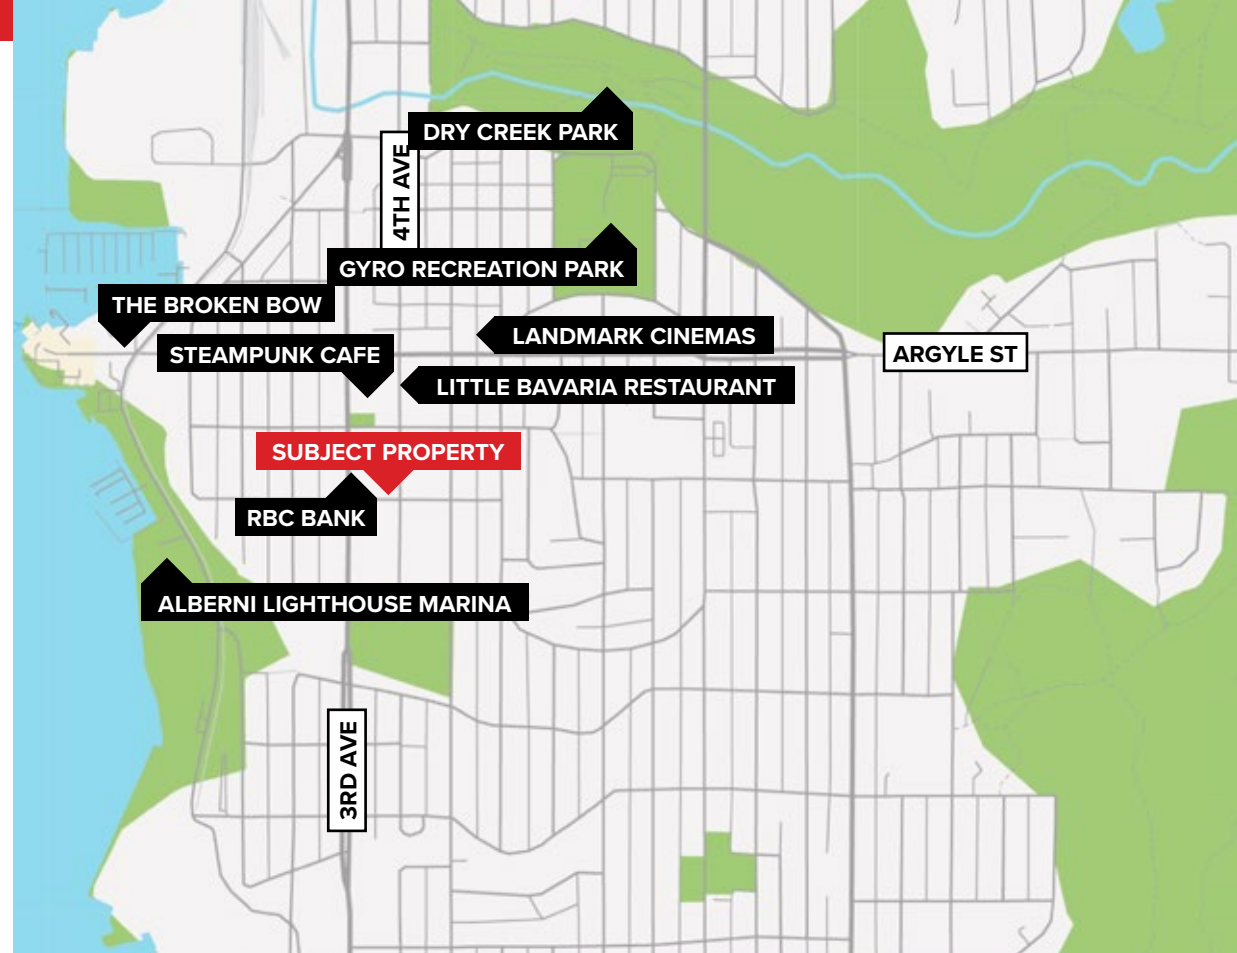 DRY CREEK PARK
4TH AVE
GYRO RECREATION PARK
THE BROKEN BOW
LANDMARK CINEMAS
STEAMPUNK CAFE
ARGYLE ST
LITTLE BAVARIA RESTAURANT
SUBJECT PROPERTY
RBC BANK
ALBERNI LIGHTHOUSE MARINA
3RD AVE